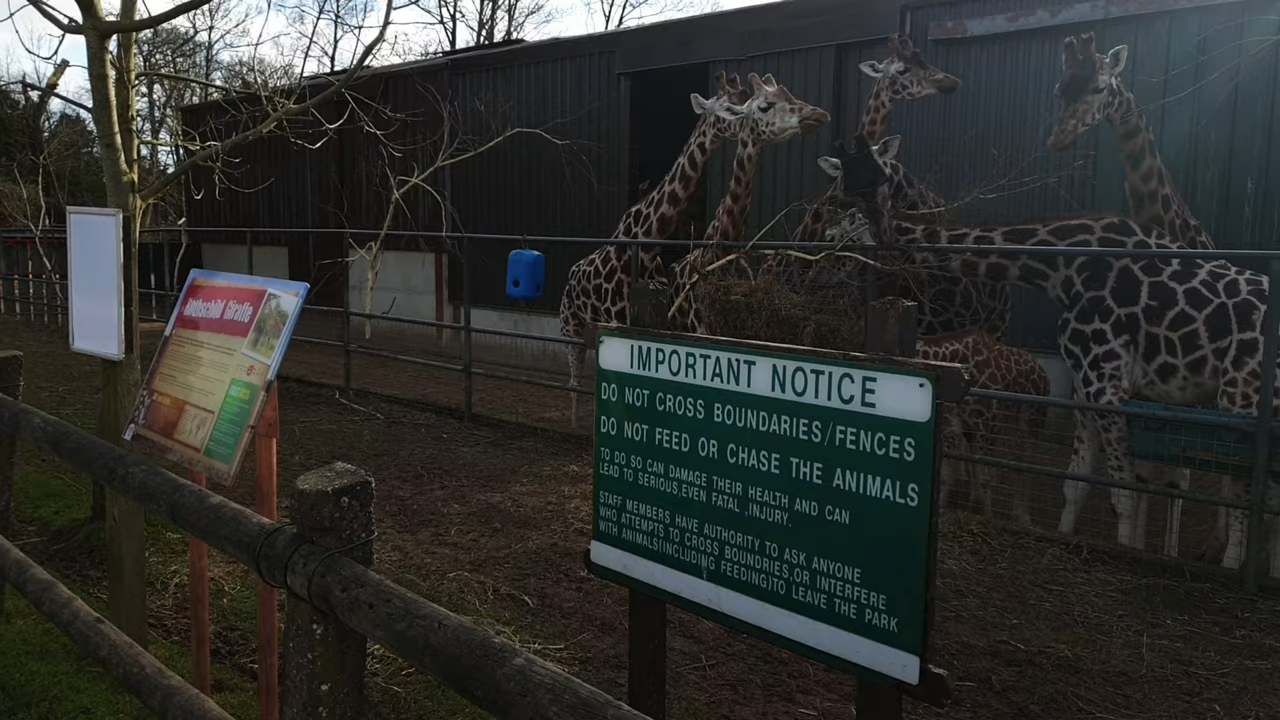 Rothschild Giraffe
IMPORTANT NOTICE
DO NOT CROSS BOUNDARIES/FENCES
DO NOT FEED OR CHASE THE ANIMALS
TO DO SO CAN DAMAGE THEIR HEALTH AND CAN
LEAD TO SERIOUS,EVEN FATAL ,INJURY.
STAFF MEMBERS HAVE AUTHORITY TO ASK ANYONE
WHO ATTEMPTS TO CROSS BOUNDRIES,OR INTERFERE
WITH ANIMALS(INCLUDING FEEDING)TO LEAVE THE PARK